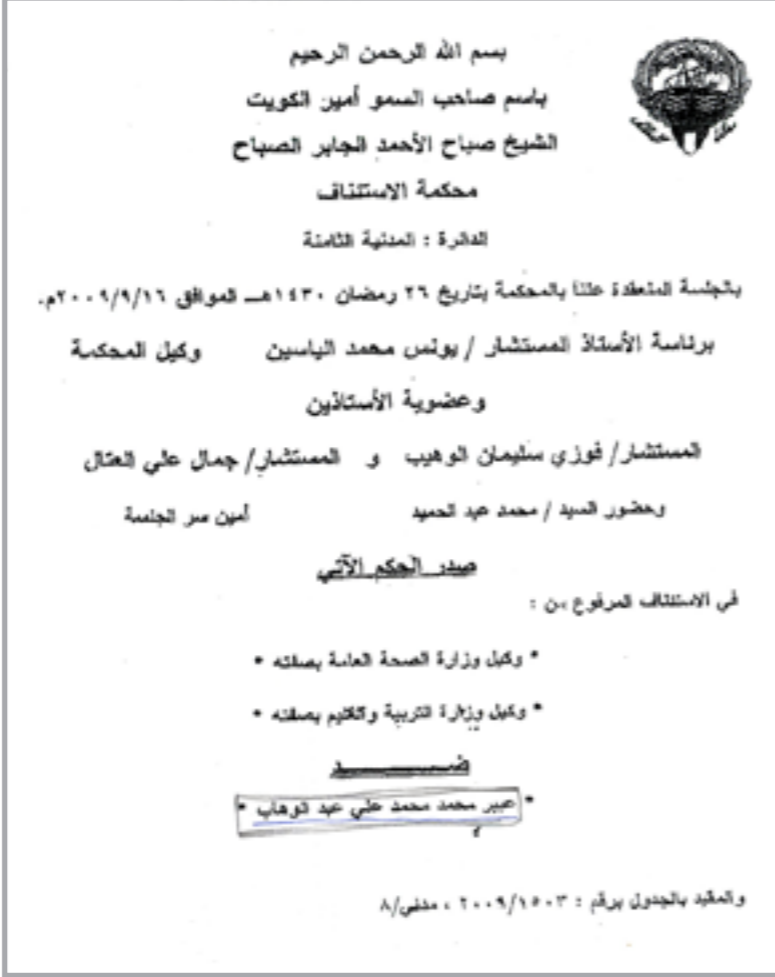 بسم الله الرحمن الرحيم
باسم صاحب السمو أمير الكويت
الشيخ صباح الأحمد الجابر الصباح
محكمة الاستئناف
الدائرة : المدنية الثامنة
بالجلسة المنعقدة علنا بالمحكمة بتاريخ ٢٦ رمضان ١٤٣٠هـ الموافق ٢٠٠٩/٩/١٦م.
برئاسة الأستاذ المستشار / يونس محمد الياسين وكيل المحكمة
وعضوية الأستاذين
المستشار/ فوزي سليمان الوهيب و المستشار/ جمال علي العتال
وحضور السيد / محمد عبد الحميد أمين سر الجلسة
صدر الحكم الآتي
في الاستئناف المرفوع من :
* وكيل وزارة الصحة العامة بصفته *
* وكيل وزارة التربية والتعليم بصفته *
ضـــــــد
* عبير محمد محمد علي عبد الوهاب *
والمقيد بالجدول برقم : ٢٠٠٩/١٥٠٣ ، مدني/٨